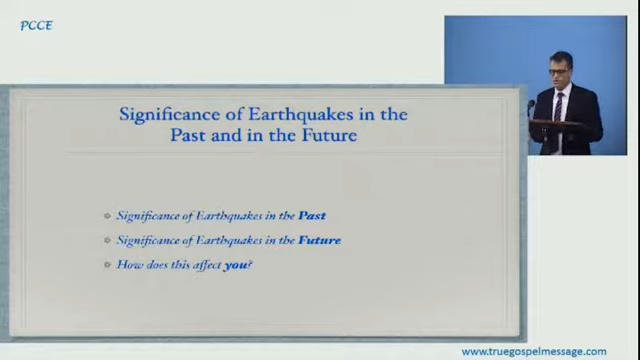 PCCE
Significance of Earthquakes in the
Past and in the Future
Significance of Earthquakes in the Past
Significance of Earthquakes in the Future
How does this affect you?
www.truegospelmessage.com